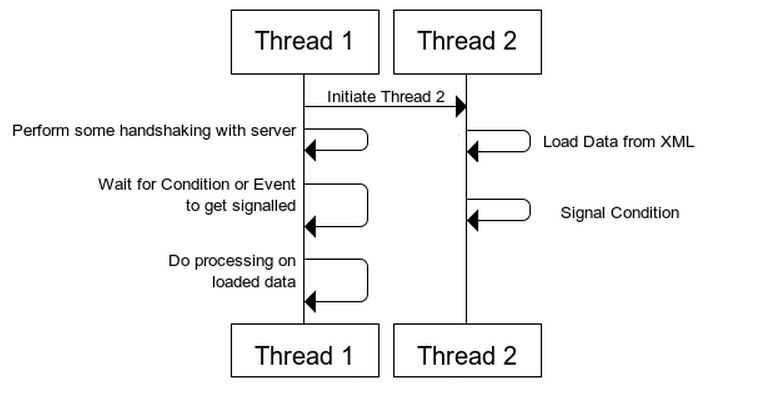 Thread 1
Thread 2
Initiate Thread 2
Perform some handshaking with server
Load Data from XML
Wait for Condition or Event
to get signalled
Signal Condition
Do processing on
loaded data
Thread 1
Thread 2